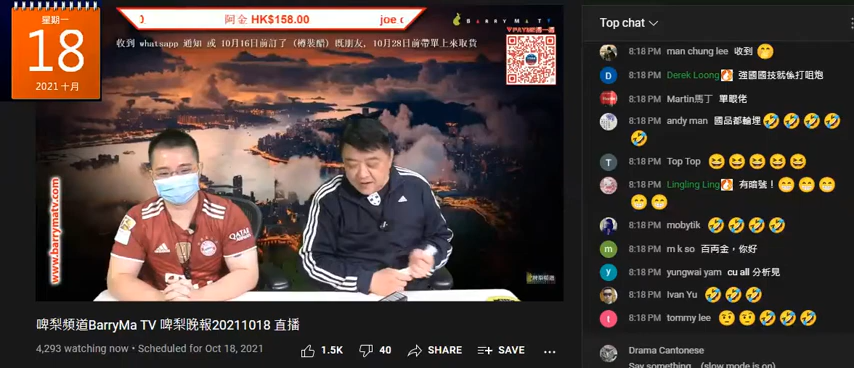 星期一
18
2021 十月
阿金 HK$158.00
joe c
BARRYMA TV
收到 whatsapp 通知 或 10月16日前訂了（樽裝醋）既朋友，10月28日前帶單上來取貨
www.barrymatv.com
QATAR
啤梨頻道BarryMa TV 啤梨晚報20211018 直播
4,293 watching now • Scheduled for Oct 18, 2021
1.5K
40
SHARE
SAVE
Top chat
8:18 PM man chung lee 收到 🤭
8:18 PM Derek Loong 強國國技就係打咀炮
8:18 PM Martin馬丁 單眼佬
8:18 PM andy man 國品都輪埋 🤣🤣🤣🤣
🤣
8:18 PM Top Top 😆😆😆😆😆
8:18 PM Lingling Ling 有暗號！😁😁😁
😁😁
8:18 PM mobytik 🤣🤣🤣🤣
8:18 PM m k so 百両金，你好
8:18 PM yungwai yam cu all 分析見
8:18 PM Ivan Yu 🤣🤣🤣
8:18 PM tommy lee 🤨🤨🤣🤣🤣
Drama Cantonese
Say something... (slow mode is on)